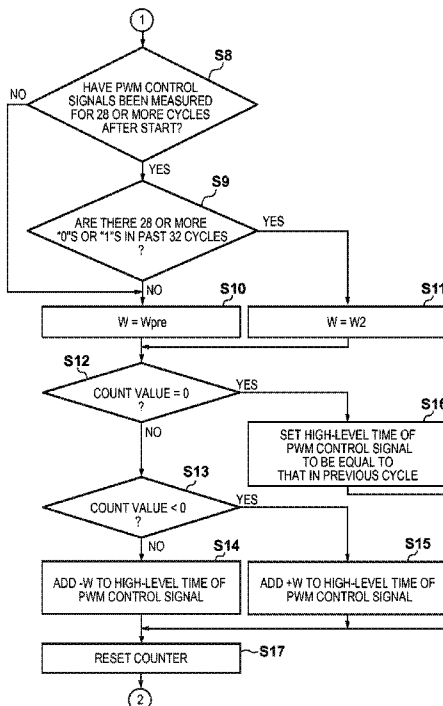 1
S8
HAVE PWM CONTROL
SIGNALS BEEN MEASURED
FOR 28 OR MORE CYCLES
AFTER START?
NO
YES
S9
ARE THERE 28 OR MORE
"0"S OR "1"S IN PAST 32 CYCLES
?
YES
NO
S10
W = Wpre
S11
W = W2
S12
COUNT VALUE = 0
?
YES
NO
S16
SET HIGH-LEVEL TIME OF
PWM CONTROL SIGNAL
TO BE EQUAL TO
THAT IN PREVIOUS CYCLE
S13
COUNT VALUE < 0
?
YES
NO
S14
ADD -W TO HIGH-LEVEL TIME OF
PWM CONTROL SIGNAL
S15
ADD +W TO HIGH-LEVEL TIME OF
PWM CONTROL SIGNAL
S17
RESET COUNTER
2